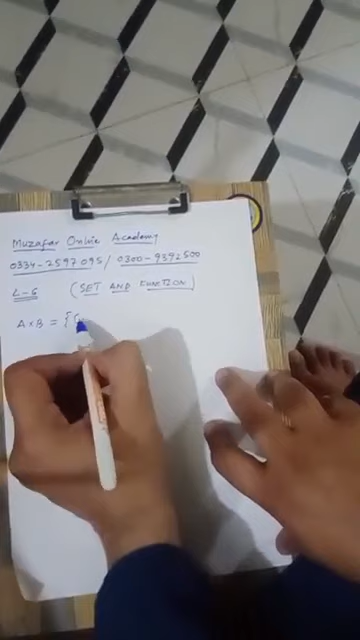 Muzafar Online Academy
0334-2597095/ 0300-9392500
L-6 (SET AND FUNCTION)
A×B = {(